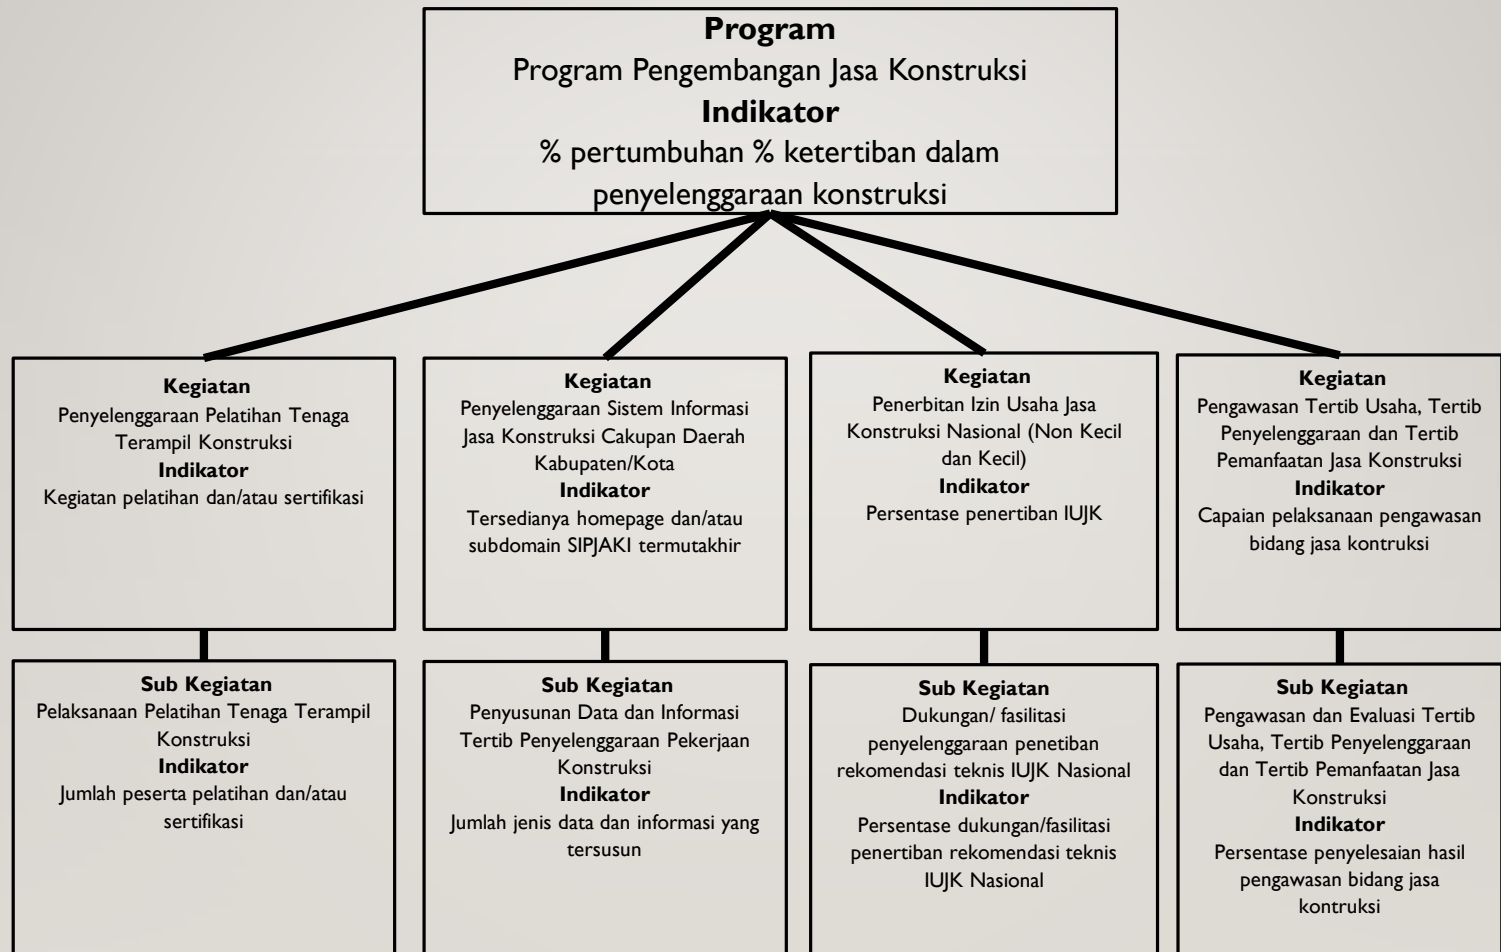 Program
Program Pengembangan Jasa Konstruksi
Indikator
% pertumbuhan % ketertiban dalam
penyelenggaraan konstruksi
Kegiatan
Penyelenggaraan Pelatihan Tenaga
Terampil Konstruksi
Indikator
Kegiatan pelatihan dan/atau sertifikasi
Kegiatan
Penyelenggaraan Sistem Informasi
Jasa Konstruksi Cakupan Daerah
Kabupaten/Kota
Indikator
Tersedianya homepage dan/atau
subdomain SIPJAKI termutakhir
Kegiatan
Penerbitan Izin Usaha Jasa
Konstruksi Nasional (Non Kecil
dan Kecil)
Indikator
Persentase penertiban IUJK
Kegiatan
Pengawasan Tertib Usaha, Tertib
Penyelenggaraan dan Tertib
Pemanfaatan Jasa Konstruksi
Indikator
Capaian pelaksanaan pengawasan
bidang jasa kontruksi
Sub Kegiatan
Pelaksanaan Pelatihan Tenaga Terampil
Konstruksi
Indikator
Jumlah peserta pelatihan dan/atau
sertifikasi
Sub Kegiatan
Penyusunan Data dan Informasi
Tertib Penyelenggaraan Pekerjaan
Konstruksi
Indikator
Jumlah jenis data dan informasi yang
tersusun
Sub Kegiatan
Dukungan/ fasilitasi
penyelenggaraan penetiban
rekomendasi teknis IUJK Nasional
Indikator
Persentase dukungan/fasilitasi
penertiban rekomendasi teknis
IUJK Nasional
Sub Kegiatan
Pengawasan dan Evaluasi Tertib
Usaha, Tertib Penyelenggaraan
dan Tertib Pemanfaatan Jasa
Konstruksi
Indikator
Persentase penyelesaian hasil
pengawasan bidang jasa
kontruksi